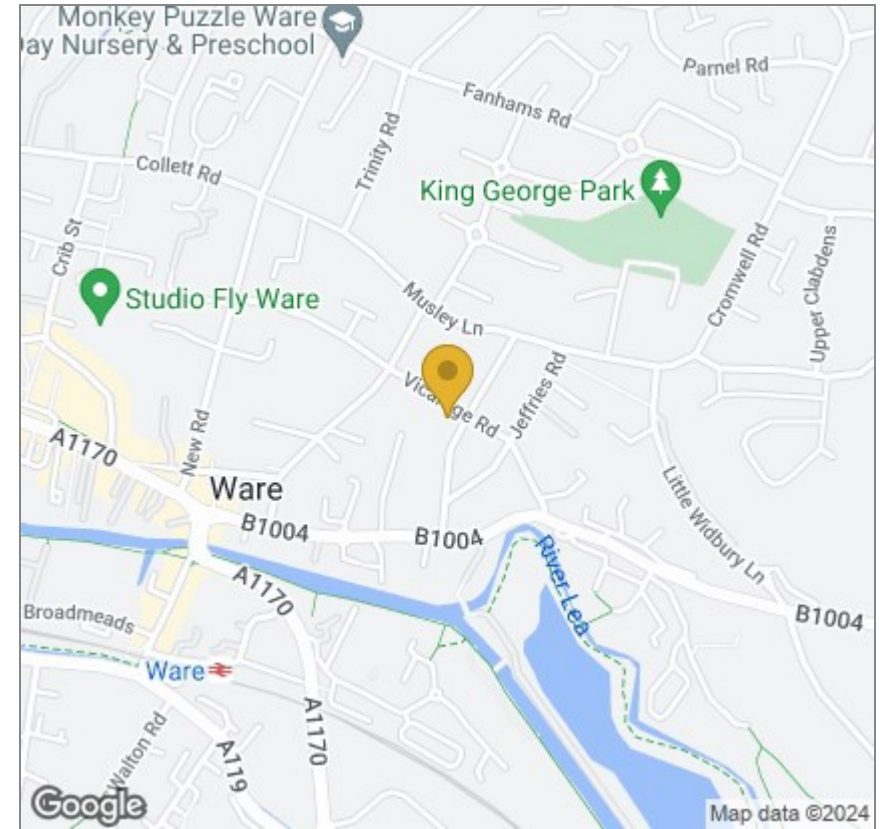 Monkey Puzzle Ware
Day Nursery & Preschool
Parnel Rd
Fanhams Rd
Trinity Rd
Collett Rd
King George Park
Crib St
Cromwell Rd
Upper Clabdens
Studio Fly Ware
Musley Ln
Vicarage Rd
Jeffries Rd
A1170
New Rd
Ware
Little Widbury Ln
B1004
B1004
River Lea
A1170
B1004
Broadmeads
Ware
A1170
Walton Rd
A119
Google
Map data ©2024